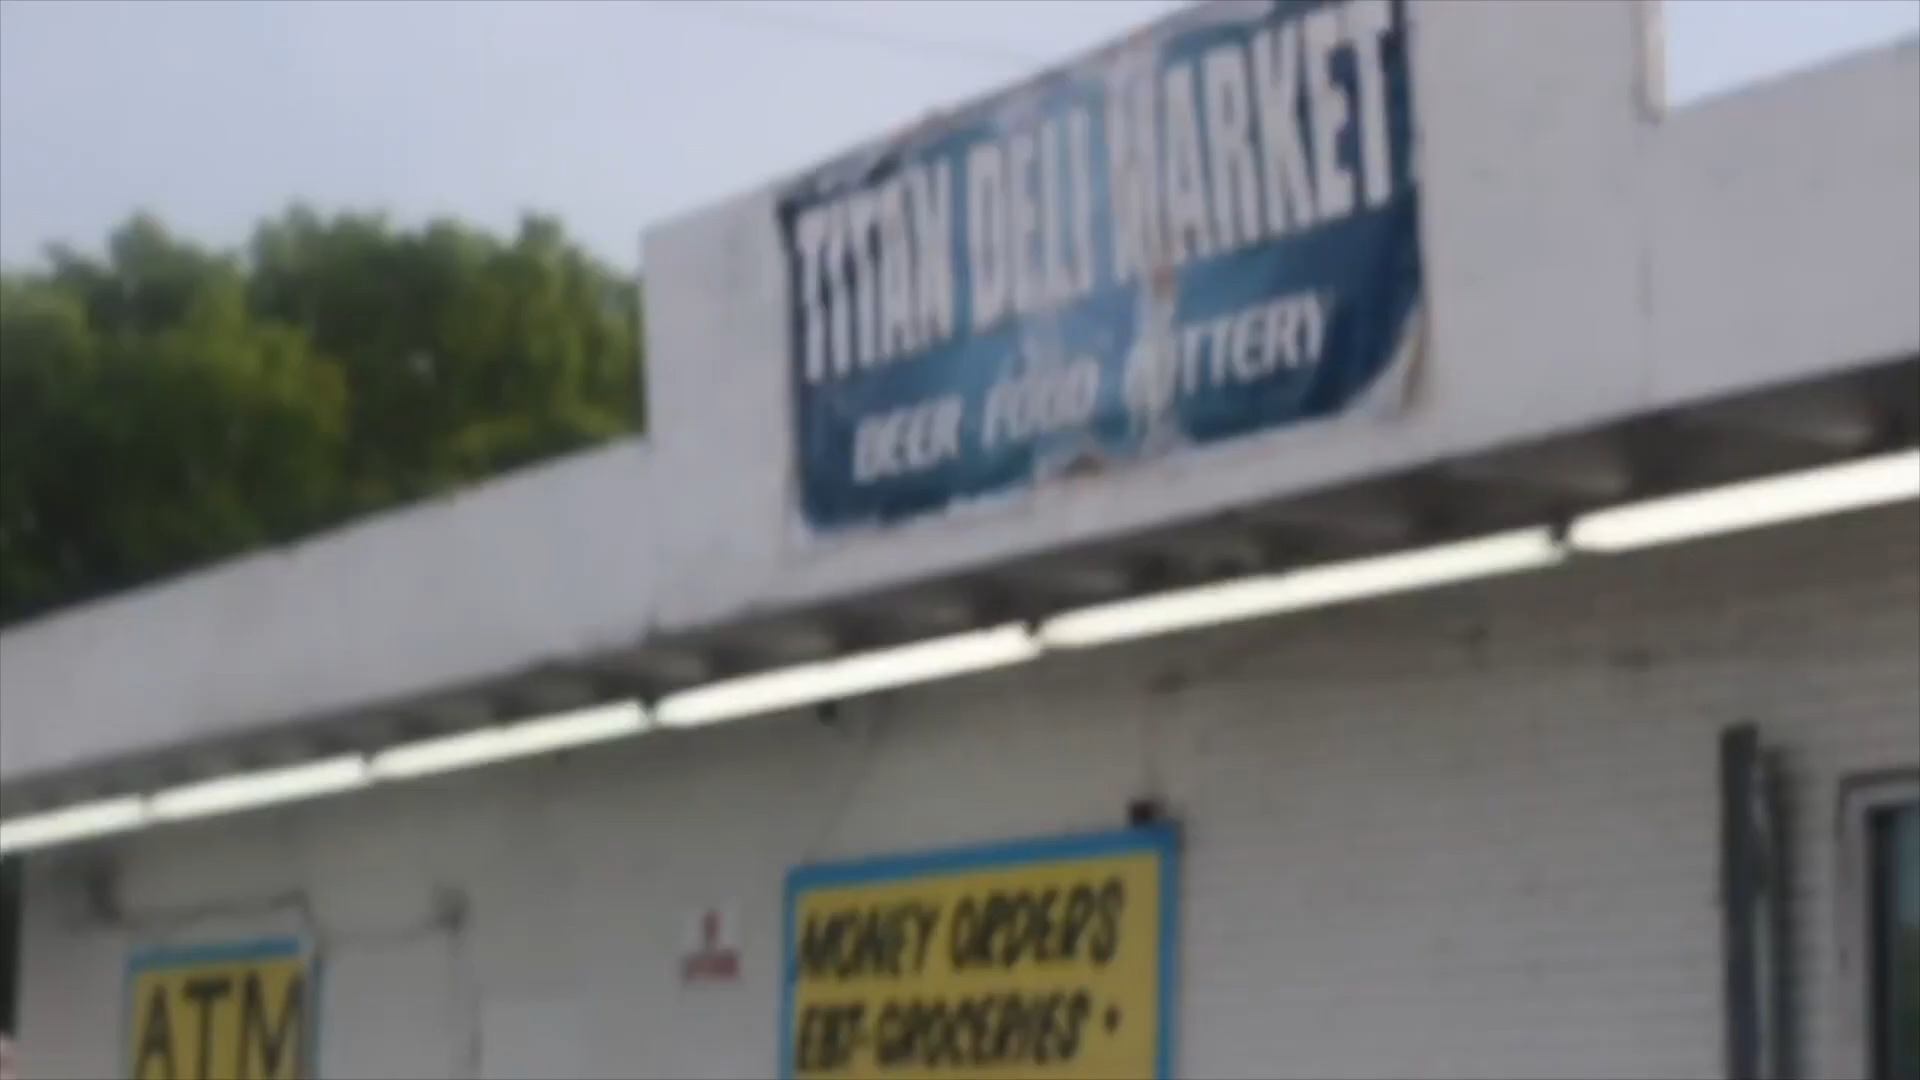 TITAN DELI MARKET
BEER FOOD LOTTERY
MONEY ORDERS
EBT-GROCERIES •
ATM